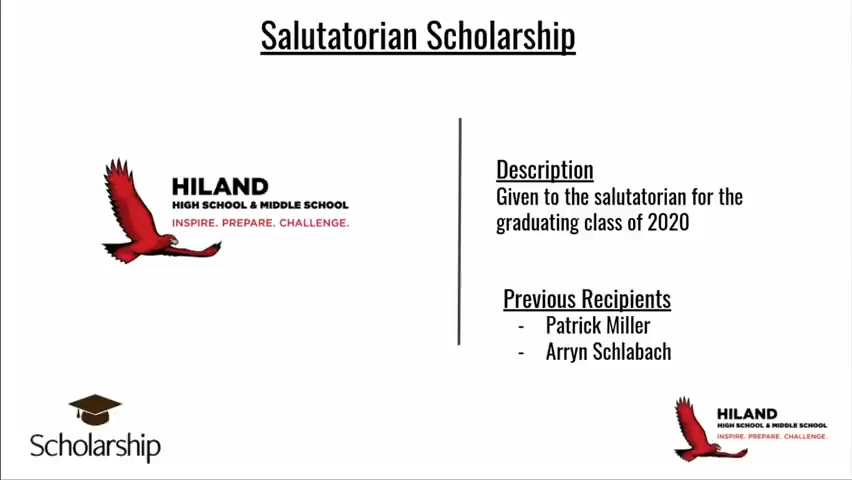 Salutatorian Scholarship
HILAND
HIGH SCHOOL & MIDDLE SCHOOL
INSPIRE. PREPARE. CHALLENGE.
Description
Given to the salutatorian for the
graduating class of 2020
Previous Recipients
- Patrick Miller
- Arryn Schlabach
Scholarship
HILAND
HIGH SCHOOL & MIDDLE SCHOOL
INSPIRE. PREPARE. CHALLENGE.